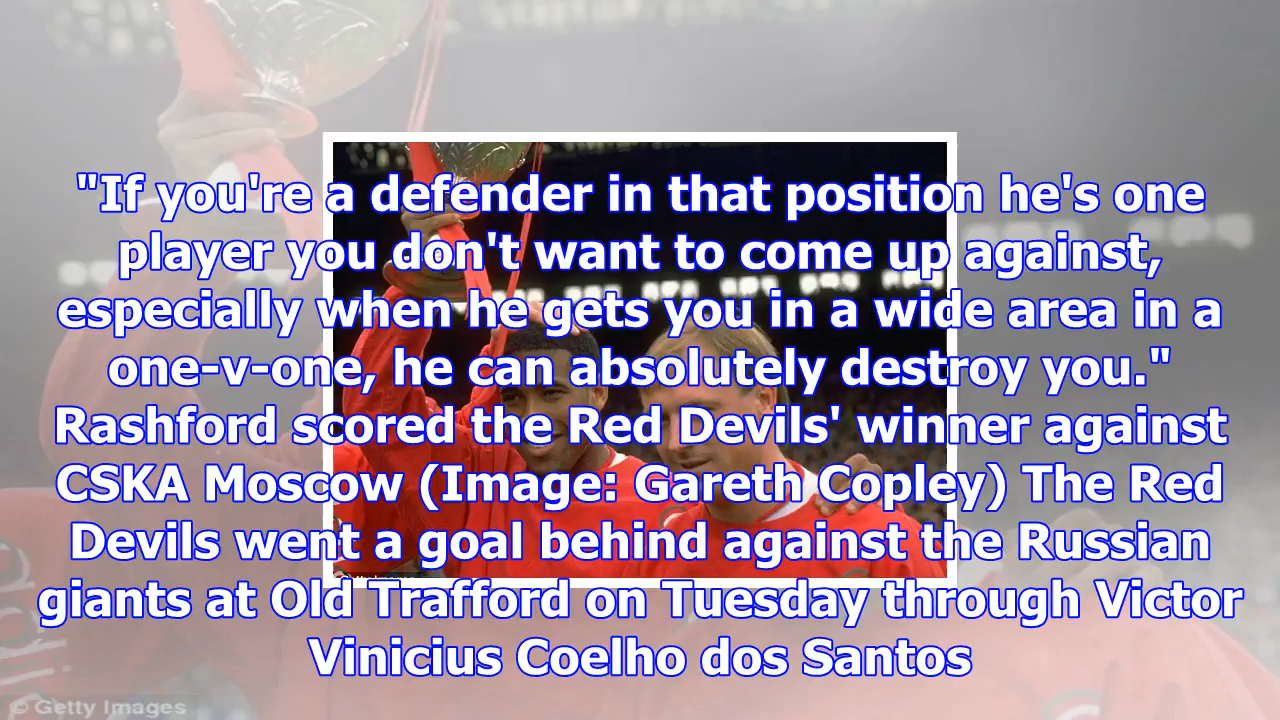 "If you're a defender in that position he's one
player you don't want to come up against,
especially when he gets you in a wide area in a
one-v-one, he can absolutely destroy you."
Rashford scored the Red Devils' winner against
CSKA Moscow (Image: Gareth Copley) The Red
Devils went a goal behind against the Russian
giants at Old Trafford on Tuesday through Victor
Vinicius Coelho dos Santos
© Getty Images